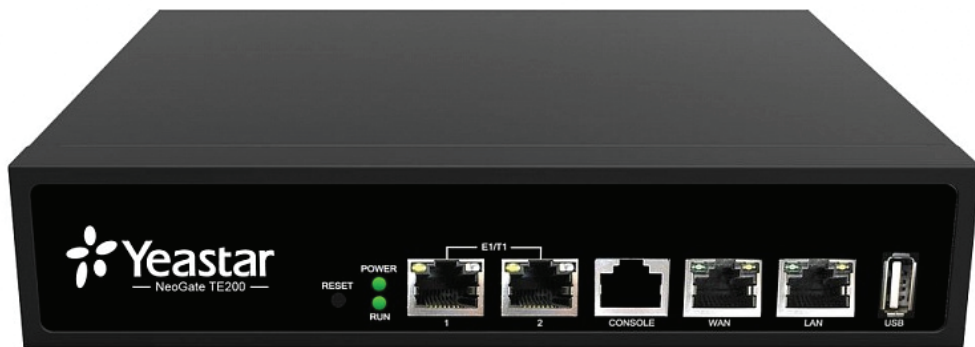 Yeastar
NeoGate TE200
RESET
POWER
RUN
E1/T1
1
2
CONSOLE
WAN
LAN
USB